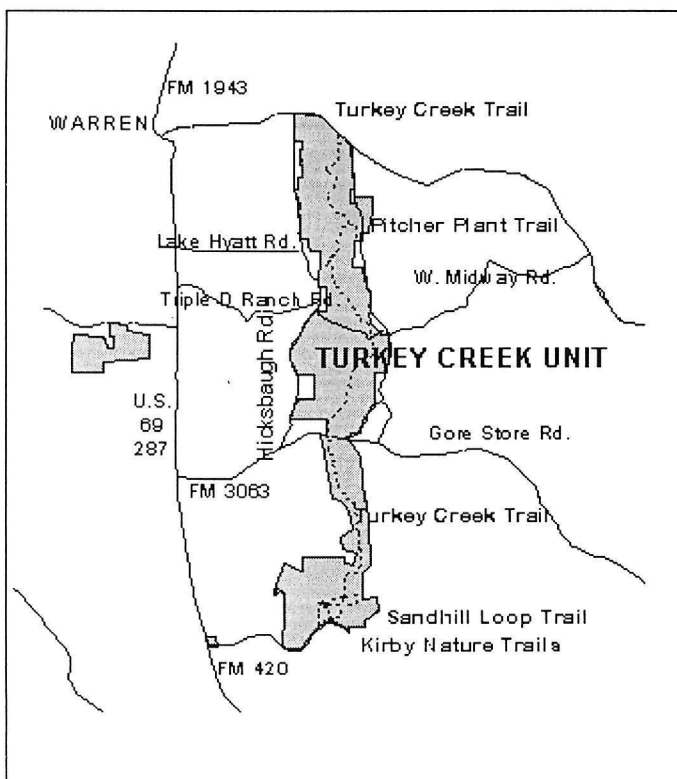 FM 1943
WARREN
Turkey Creek Trail
Pitcher Plant Trail
Lake Hyatt Rd.
W. Midway Rd.
Triple D Ranch Rd
Hicksbaugh Rd.
TURKEY CREEK UNIT
U.S.
69
287
Gore Store Rd.
FM 3063
Turkey Creek Trail
Sandhill Loop Trail
Kirby Nature Trails
FM 420